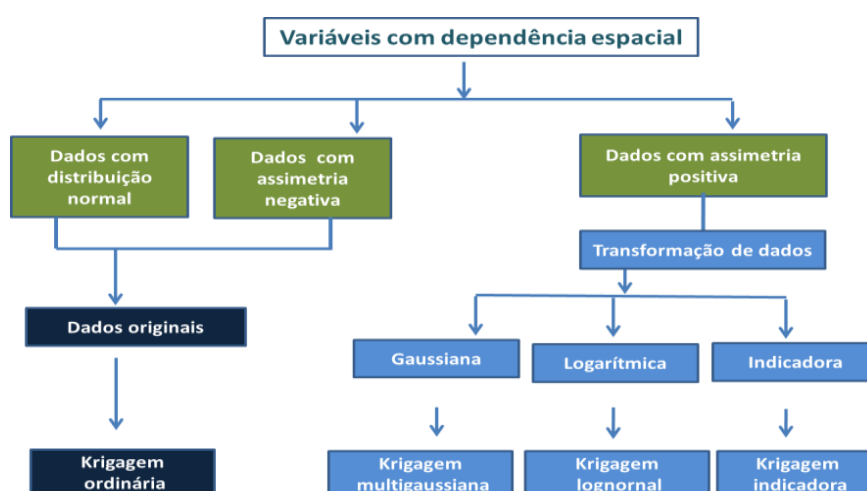 Variáveis com dependência espacial
Dados com
distribuição
normal
Dados com
assimetria
negativa
Dados com assimetria
positiva
Transformação de dados
Dados originais
Gaussiana
Logarítmica
Indicadora
Krigagem
ordinária
Krigagem
multigaussiana
Krigagem
lognornal
Krigagem
indicadora